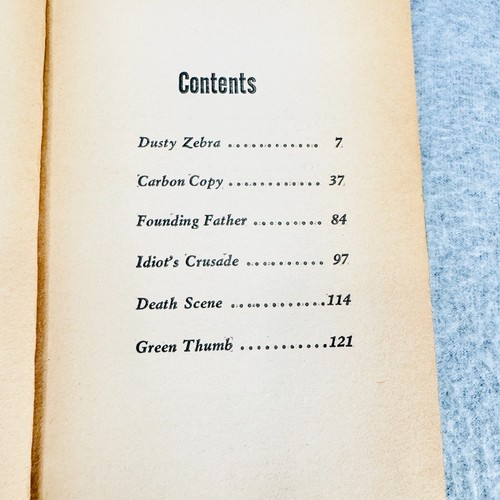 Contents
Dusty Zebra ............ 7
Carbon Copy ............ 37
Founding Father .......... 84
Idiot's Crusade .......... 97
Death Scene ............ 114
Green Thumb ............ 121